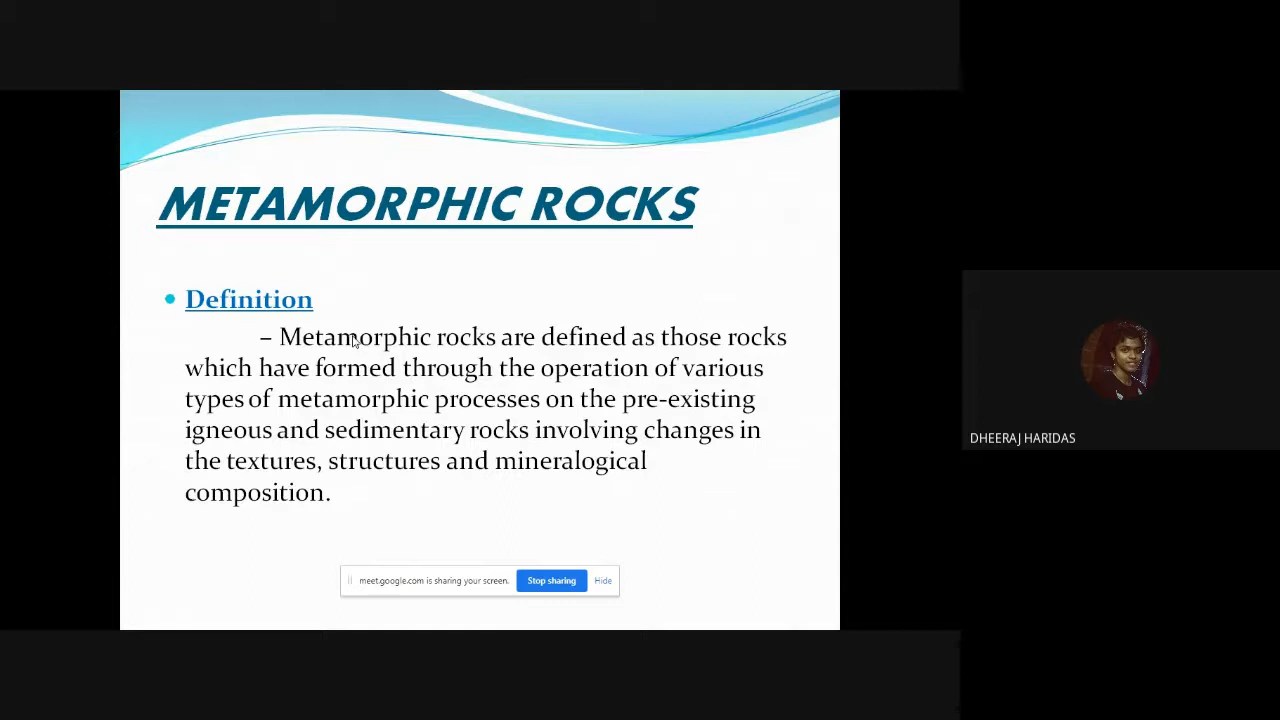 METAMORPHIC ROCKS
Definition
– Metamorphic rocks are defined as those rocks
which have formed through the operation of various
types of metamorphic processes on the pre-existing
igneous and sedimentary rocks involving changes in
the textures, structures and mineralogical
composition.
meet.google.com is sharing your screen. Stop sharing Hide
DHEERAJ HARIDAS